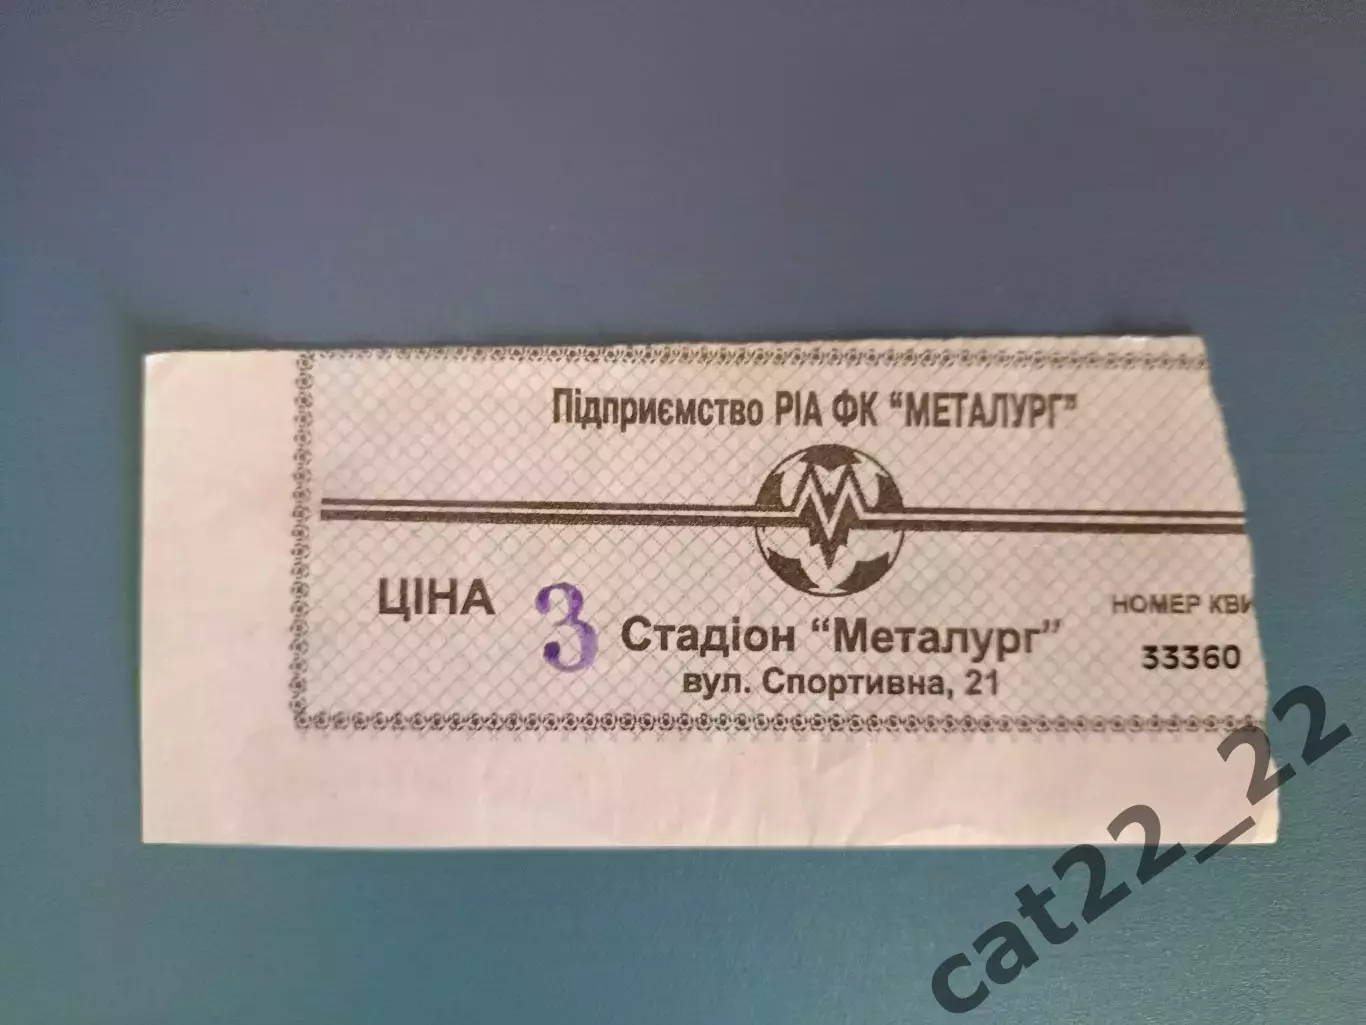 Підприємство РІА ФК "МЕТАЛУРГ"
ЦІНА 3
Стадіон "Металург"
вул. Спортивна, 21
НОМЕР КВИ
33360
cat22_22